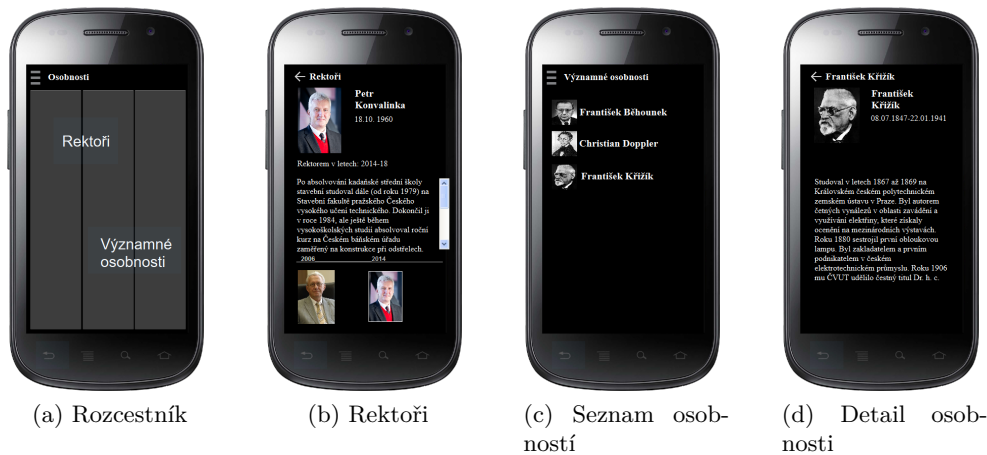 Osobnosti
Rektoři
Významné
osobnosti
(a) Rozcestník
Rektoři
Petr
Konvalinka
18.10. 1960
Rektorem v letech: 2014-18
Po absolvování kadaňské střední školy
stavební studoval dále (od roku 1979) na
Stavební fakultě pražského Českého
vysokého učení technického. Dokončil ji
v roce 1984, ale ještě během
vysokoškolských studií absolvoval roční
kurz na Českém báňském úřadu
zaměřený na konstrukce při odstřelech.
2006 2014
(b) Rektoři
Významné osobnosti
František Běhounek
Christian Doppler
František Křižík
(c) Seznam osob-
ností
František Křižík
František
Křižík
08.07.1847-22.01.1941
Studoval v letech 1867 až 1869 na
Královském českém polytechnickém
zemském ústavu v Praze. Byl autorem
četných vynálezů v oblasti zavádění a
využívání elektřiny, které získaly
ocenění na mezinárodních výstavách.
Roku 1880 sestrojil první obloukovou
lampu. Byl zakladatelem a prvním
podnikatelem v českém
elektrotechnickém průmyslu. Roku 1906
mu ČVUT udělilo čestný titul Dr. h. c.
(d) Detail osob-
nosti